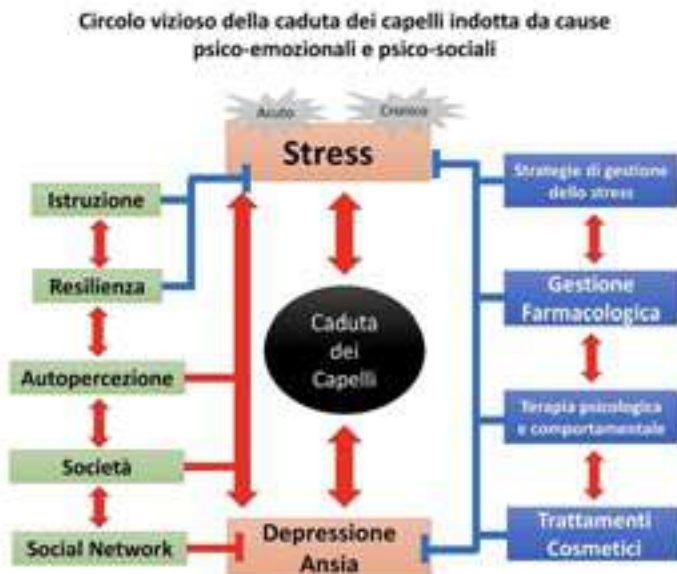 Circolo vizioso della caduta dei capelli indotta da cause
psico-emozionali e psico-sociali
Acuto
Cronico
Stress
Istruzione
Resilienza
Autopercezione
Società
Social Network
Caduta
dei
Capelli
Depressione
Ansia
Strategie di gestione
dello stress
Gestione
Farmacologica
Terapia psicologica
e comportamentale
Trattamenti
Cosmetici